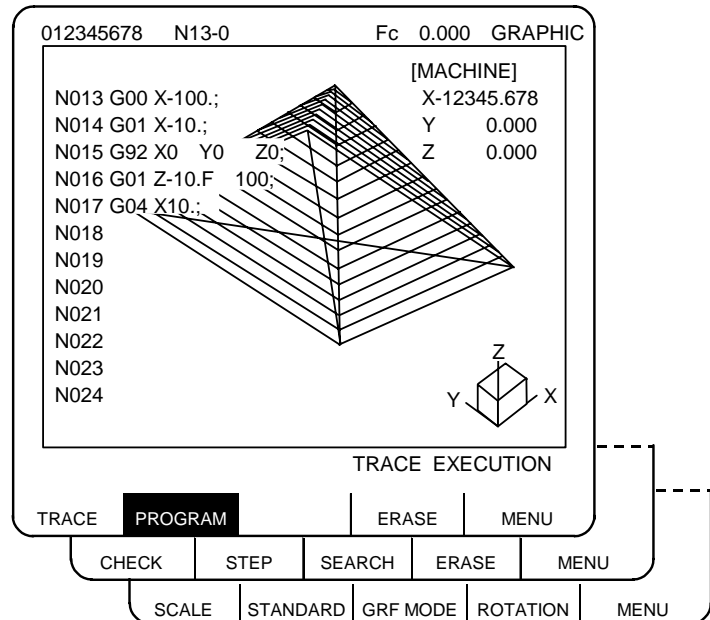 012345678 N13-0 Fc 0.000 GRAPHIC
[MACHINE]
N013 G00 X-100.; X-12345.678
N014 G01 X-10.; Y 0.000
N015 G92 X0 Y0 Z0; Z 0.000
N016 G01 Z-10.F 100;
N017 G04 X10.;
N018
N019
N020
N021
N022
N023
N024
Z
Y X
TRACE EXECUTION
TRACE PROGRAM ERASE MENU
CHECK STEP SEARCH ERASE MENU
SCALE STANDARD GRF MODE ROTATION MENU